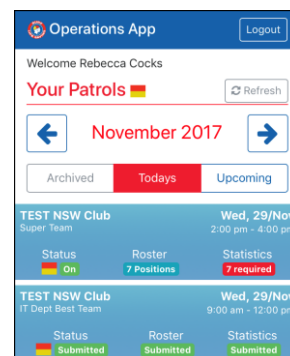 Operations App
Logout
Welcome Rebecca Cocks
Your Patrols
Refresh
November 2017
Archived
Todays
Upcoming
TEST NSW Club
Wed, 29/Nov
Super Team
2:00 pm - 4:00 pm
Status
Roster
Statistics
On
7 Positions
7 required
TEST NSW Club
Wed, 29/Nov
IT Dept Best Team
9:00 am - 12:00 pm
Status
Roster
Statistics
Submitted
Submitted
Submitted